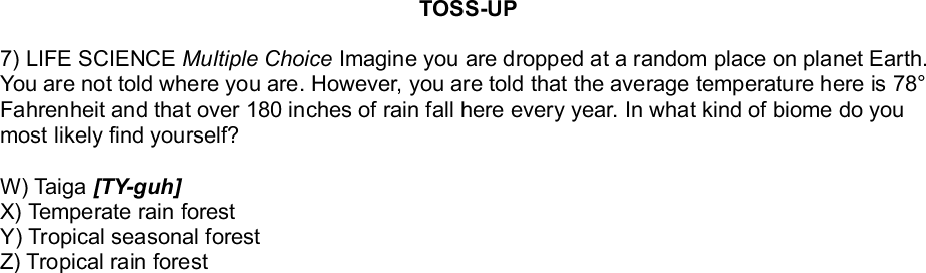 TOSS-UP
7) LIFE SCIENCE Multiple Choice Imagine you are dropped at a random place on planet Earth.
You are not told where you are. However, you are told that the average temperature here is 78°
Fahrenheit and that over 180 inches of rain fall here every year. In what kind of biome do you
most likely find yourself?
W) Taiga [TY-guh]
X) Temperate rain forest
Y) Tropical seasonal forest
Z) Tropical rain forest